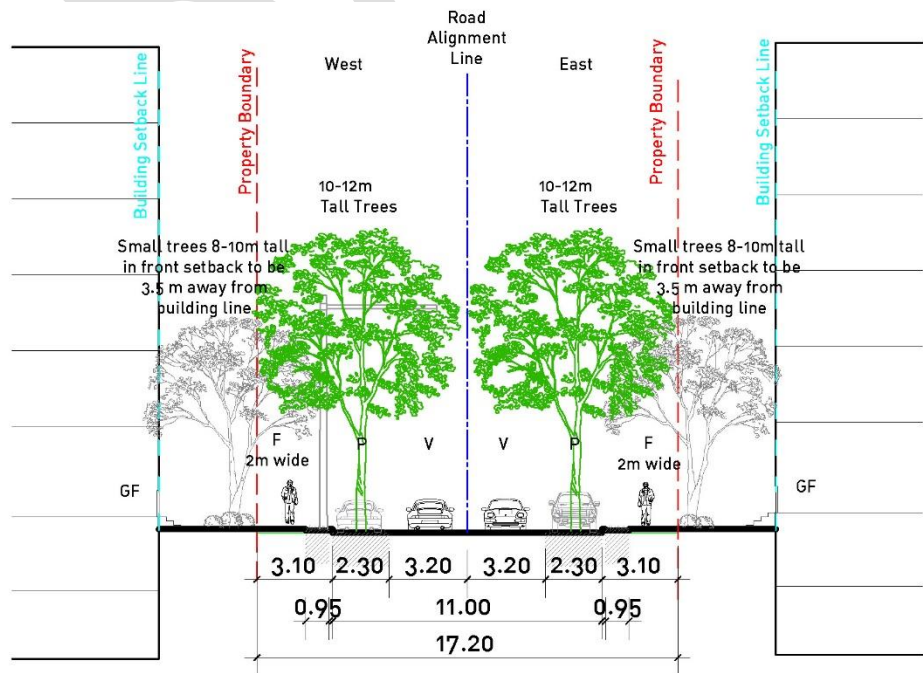 Road
Alignment
Line
West
East
Building Setback Line
Property Boundary
Property Boundary
Building Setback Line
10-12m
Tall Trees
10-12m
Tall Trees
Small trees 8-10m tall
in front setback to be
3.5 m away from
building line
Small trees 8-10m tall
in front setback to be
3.5 m away from
building line
F
2m wide
P
V
V
P
F
2m wide
GF
GF
3.10
2.30
3.20
3.20
2.30
3.10
0.95
11.00
0.95
17.20